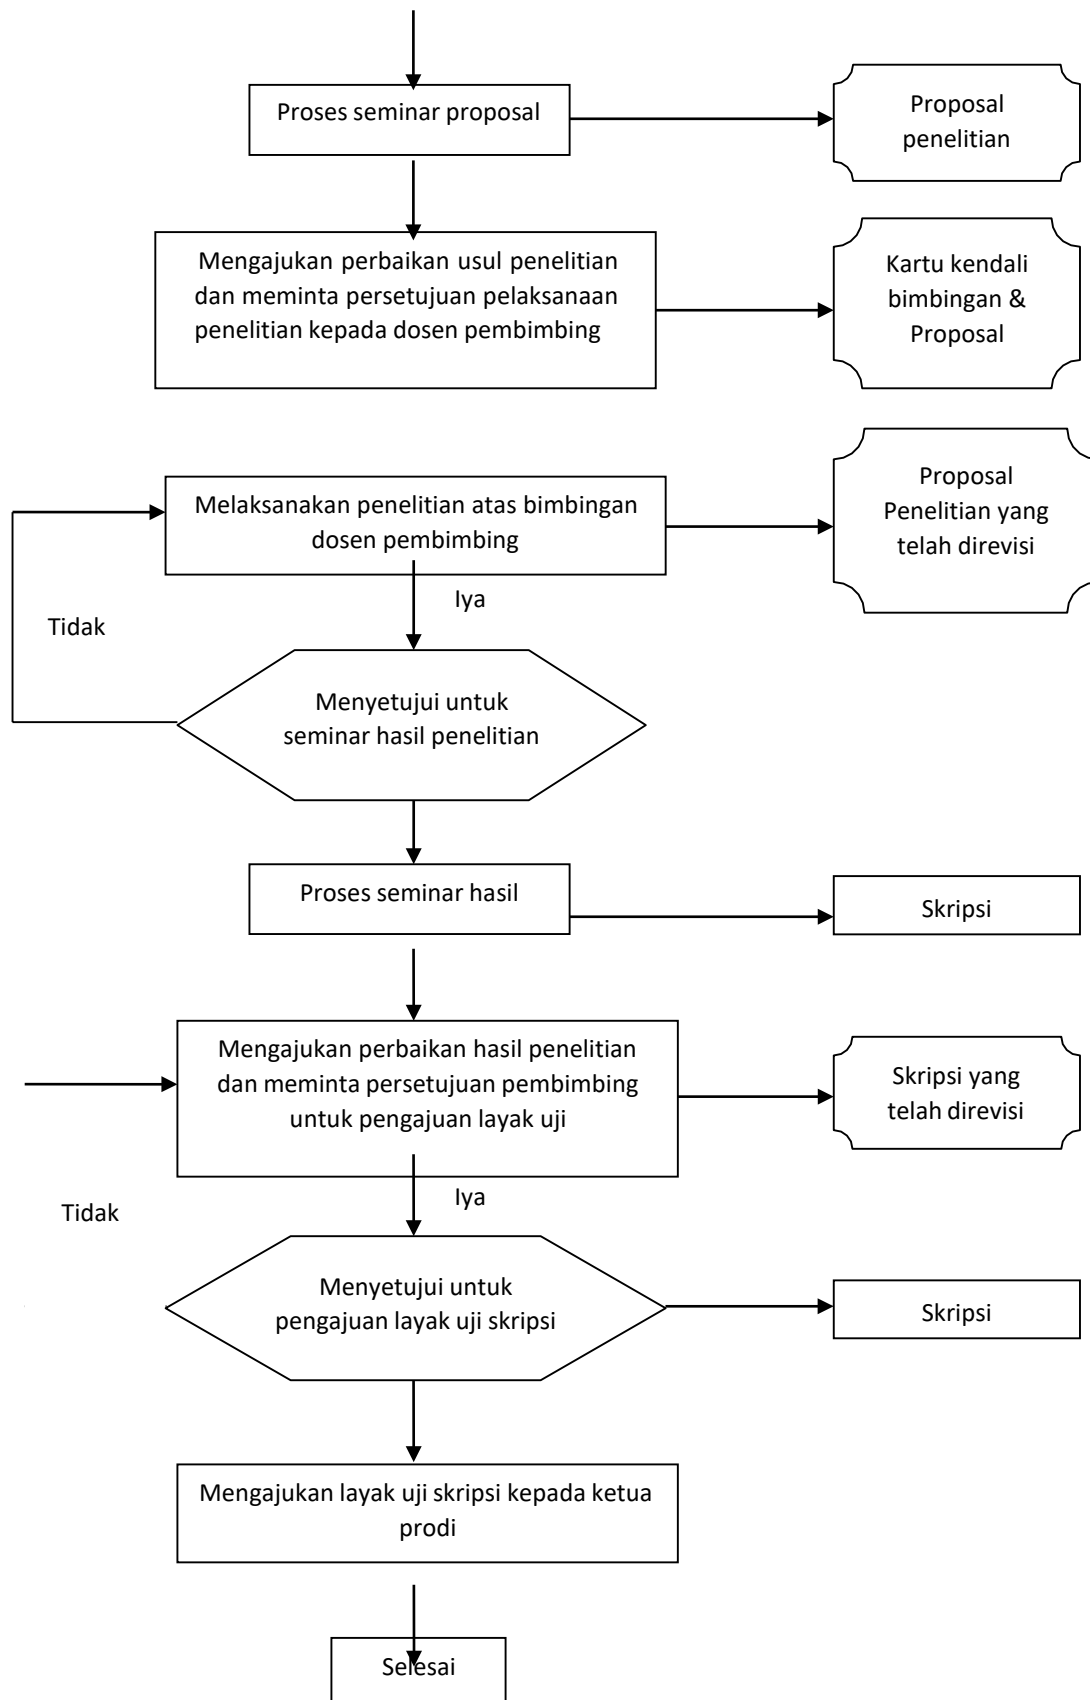 Proses seminar proposal
Proposal
penelitian
Mengajukan perbaikan usul penelitian
dan meminta persetujuan pelaksanaan
penelitian kepada dosen pembimbing
Kartu kendali
bimbingan &
Proposal
Melaksanakan penelitian atas bimbingan
dosen pembimbing
Proposal
Penelitian yang
telah direvisi
Iya
Tidak
Menyetujui untuk
seminar hasil penelitian
Proses seminar hasil
Skripsi
Mengajukan perbaikan hasil penelitian
dan meminta persetujuan pembimbing
untuk pengajuan layak uji
Skripsi yang
telah direvisi
Iya
Tidak
Menyetujui untuk
pengajuan layak uji skripsi
Skripsi
Mengajukan layak uji skripsi kepada ketua
prodi
Selesai